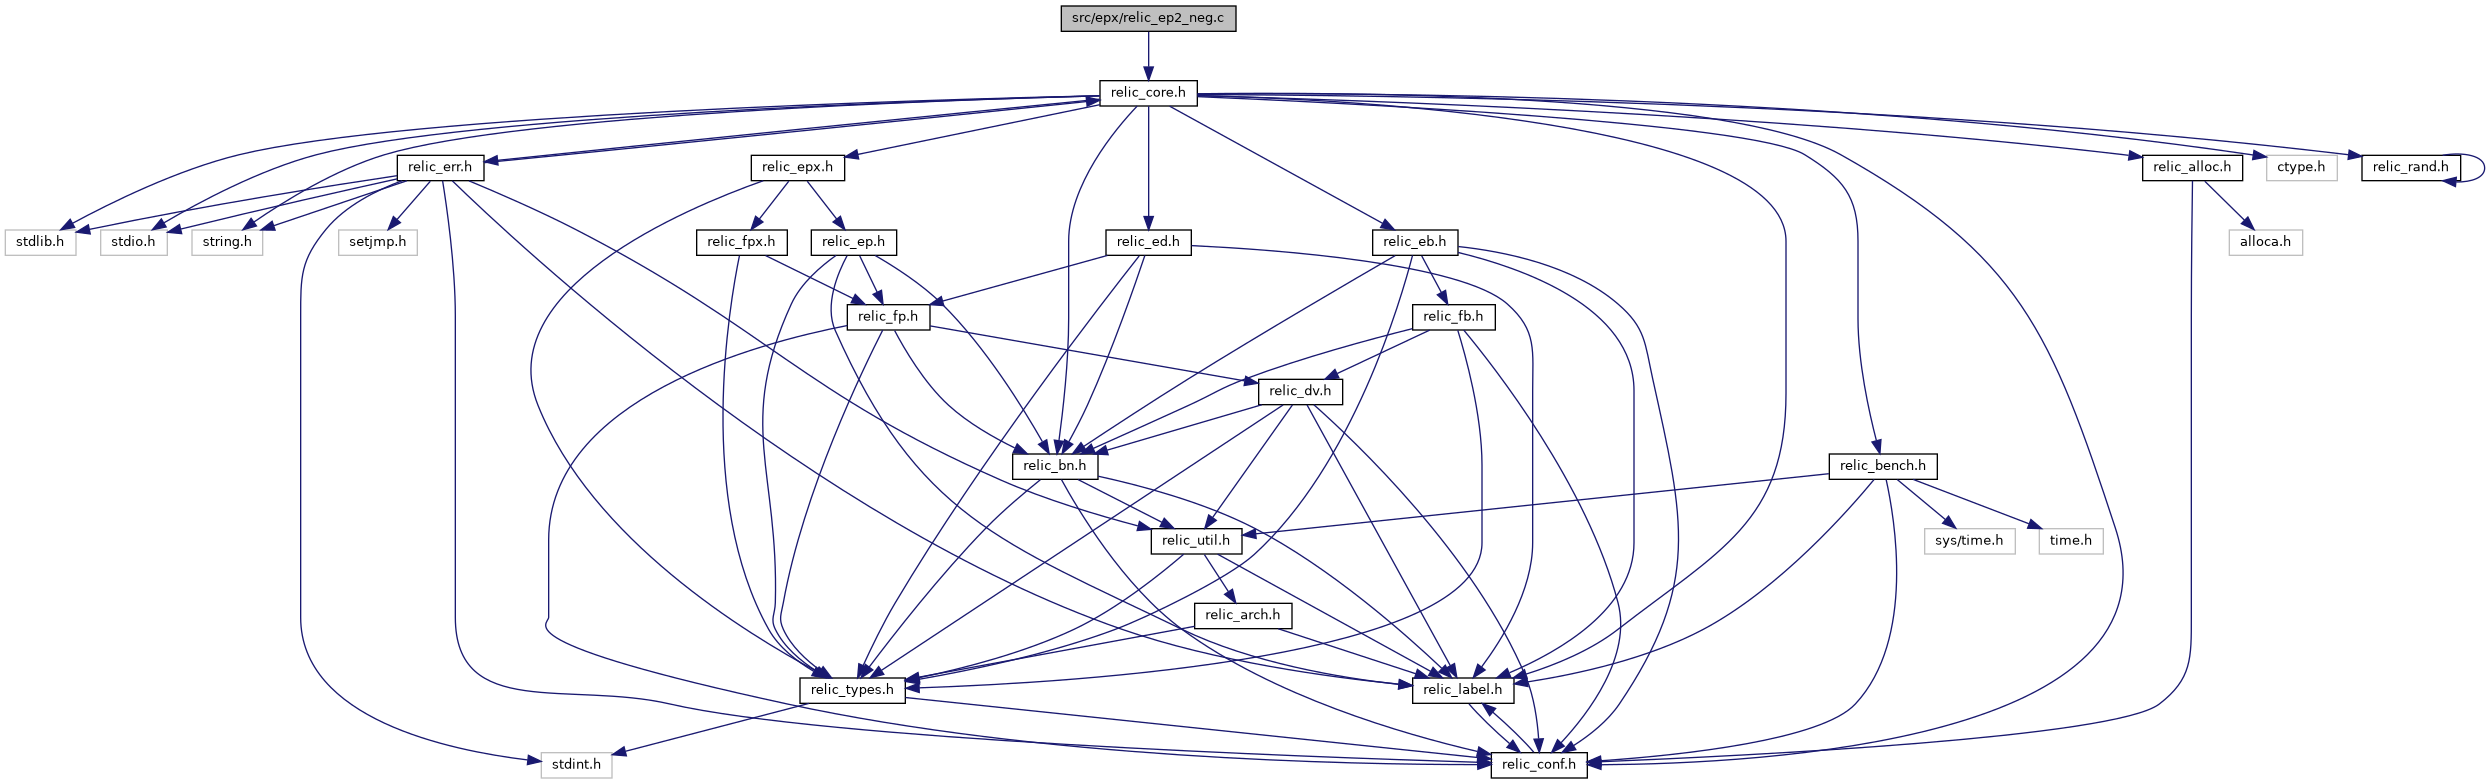 src/epx/relic_ep2_neg.c
relic_core.h
relic_err.h
relic_epx.h
relic_alloc.h
ctype.h
relic_rand.h
stdlib.h
stdio.h
string.h
setjmp.h
relic_fpx.h
relic_ep.h
relic_ed.h
relic_eb.h
alloca.h
relic_fp.h
relic_fb.h
relic_dv.h
relic_bn.h
relic_bench.h
relic_util.h
sys/time.h
time.h
relic_arch.h
relic_types.h
relic_label.h
stdint.h
relic_conf.h